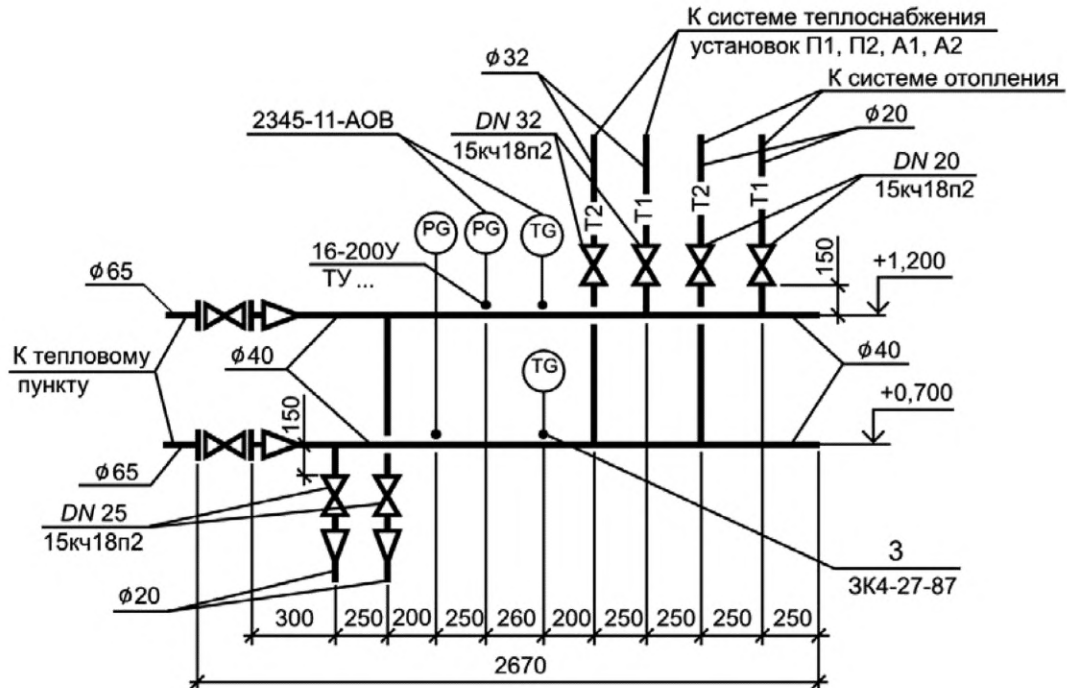 К системе теплоснабжения
установок П1, П2, А1, А2
ϕ32
К системе отопления
2345-11-АОВ
DN 32
15кч18п2
ϕ20
DN 20
15кч18п2
Т2
Т1
Т2
Т1
PG
PG
TG
16-200У
ТУ ...
150
+1,200
ϕ65
К тепловому
пункту
ϕ40
TG
ϕ40
+0,700
150
ϕ65
DN 25
15кч18п2
3
ЗК4-27-87
ϕ20
300
250
200
250
260
200
250
250
250
250
2670